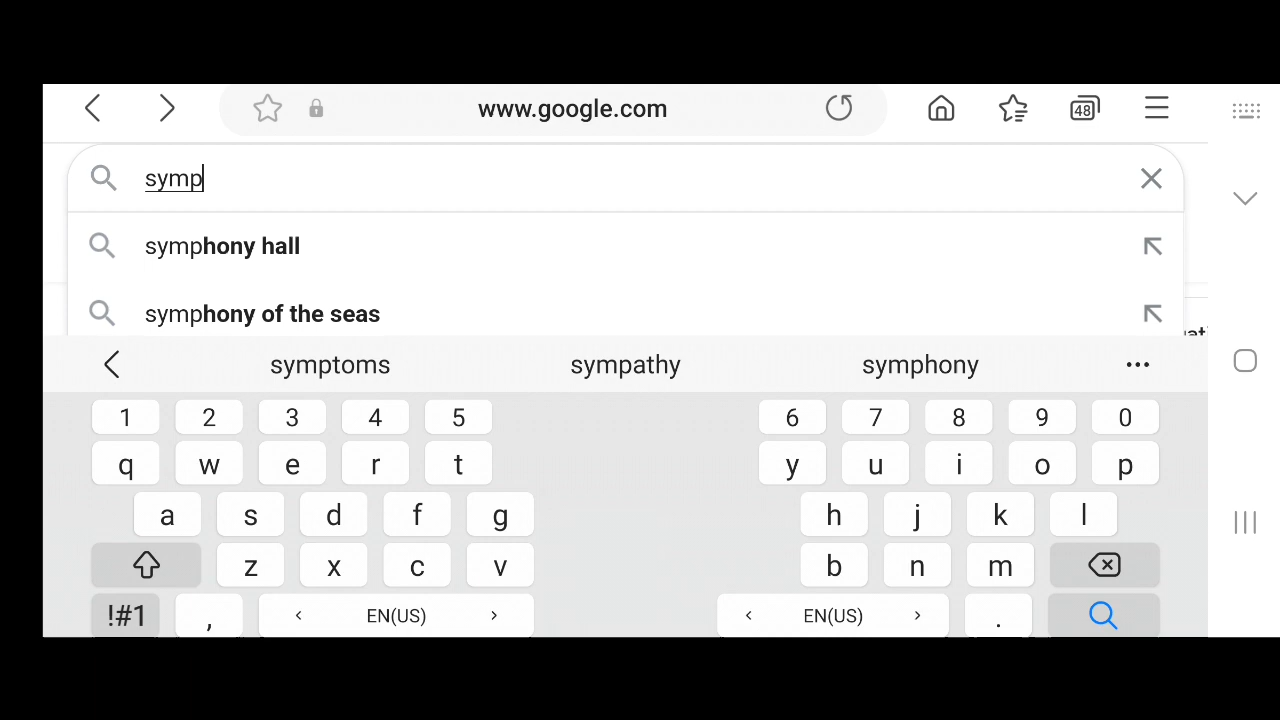 www.google.com
48
symp
symphony hall
symphony of the seas
symptoms sympathy symphony
1 2 3 4 5 6 7 8 9 0
q w e r t y u i o p
a s d f g h j k l
z x c v b n m
!#1 , < EN(US) > < EN(US) > .